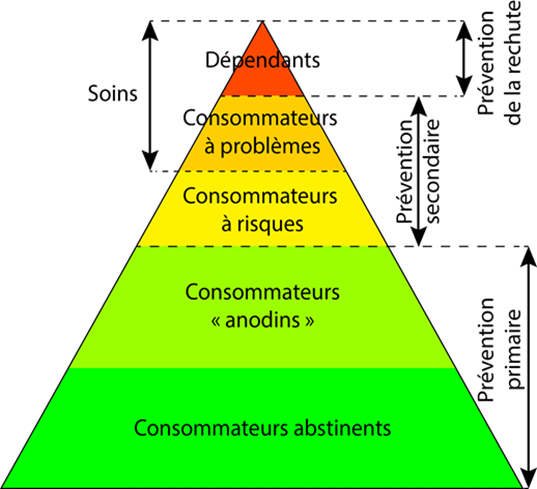 Dépendants
Soins
Consommateurs
à problèmes
Consommateurs
à risques
Consommateurs
« anodins »
Consommateurs abstinents
Prévention
de la rechute
Prévention
secondaire
Prévention
primaire